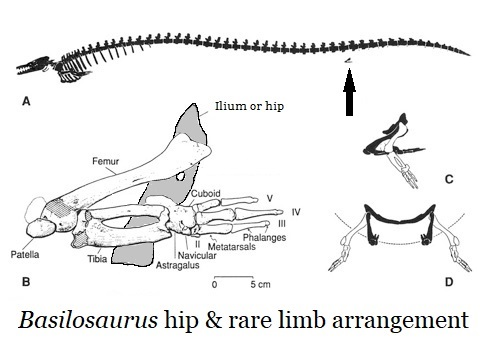 A
Ilium or hip
Femur
Cuboid
V
IV
III
II
Phalanges
Metatarsals
Navicular
Astragalus
Tibia
Patella
B
0 5 cm
C
D
Basilosaurus hip & rare limb arrangement